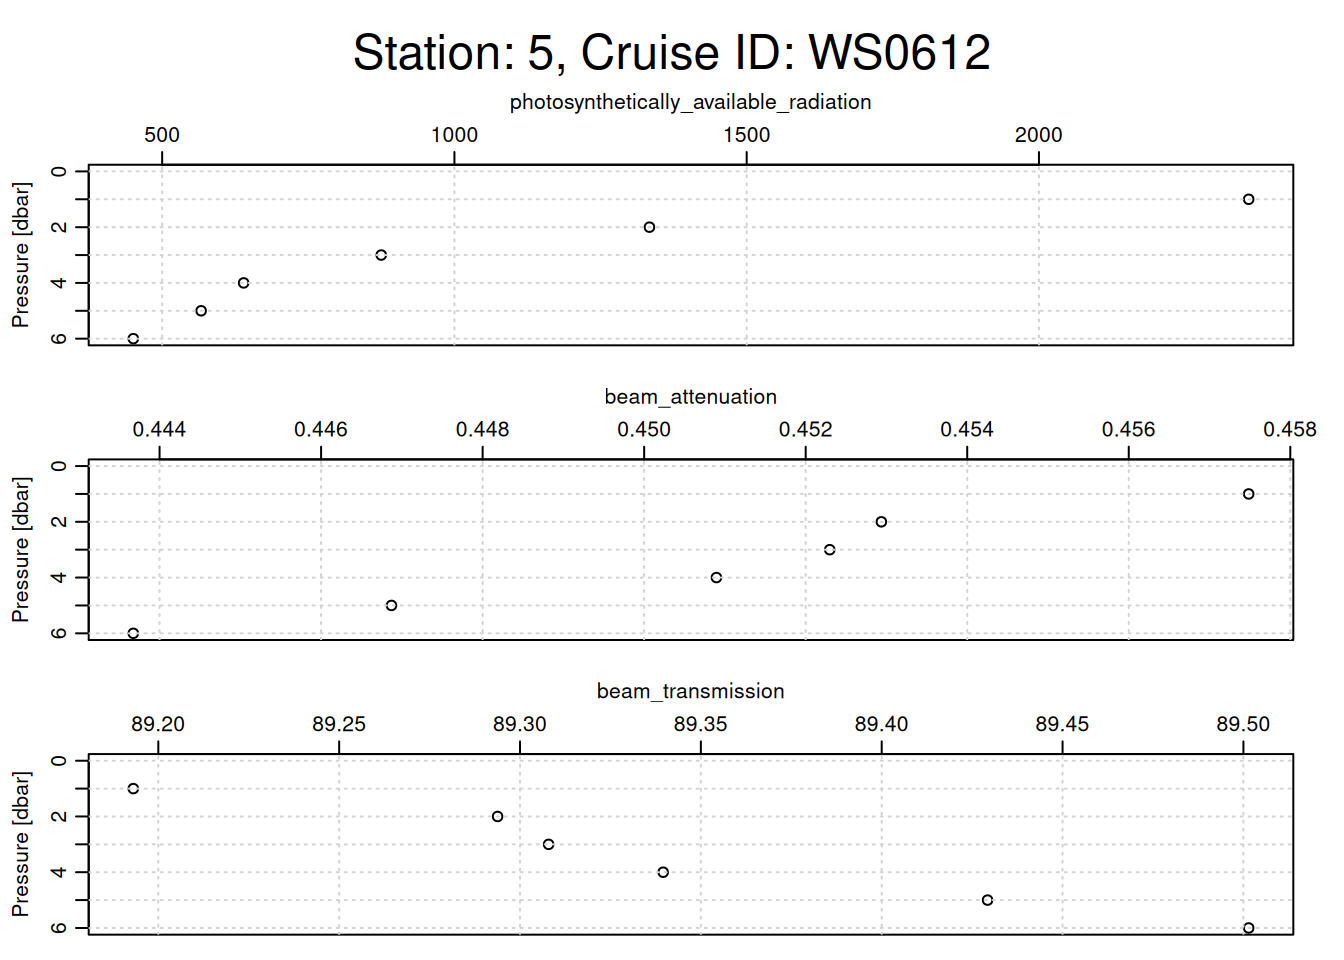 Station: 5, Cruise ID: WS0612
photosynthetically_available_radiation
500 1000 1500 2000
Pressure [dbar]
0
2
4
6
beam_attenuation
0.444 0.446 0.448 0.450 0.452 0.454 0.456 0.458
Pressure [dbar]
0
2
4
6
beam_transmission
89.20 89.25 89.30 89.35 89.40 89.45 89.50
Pressure [dbar]
0
2
4
6